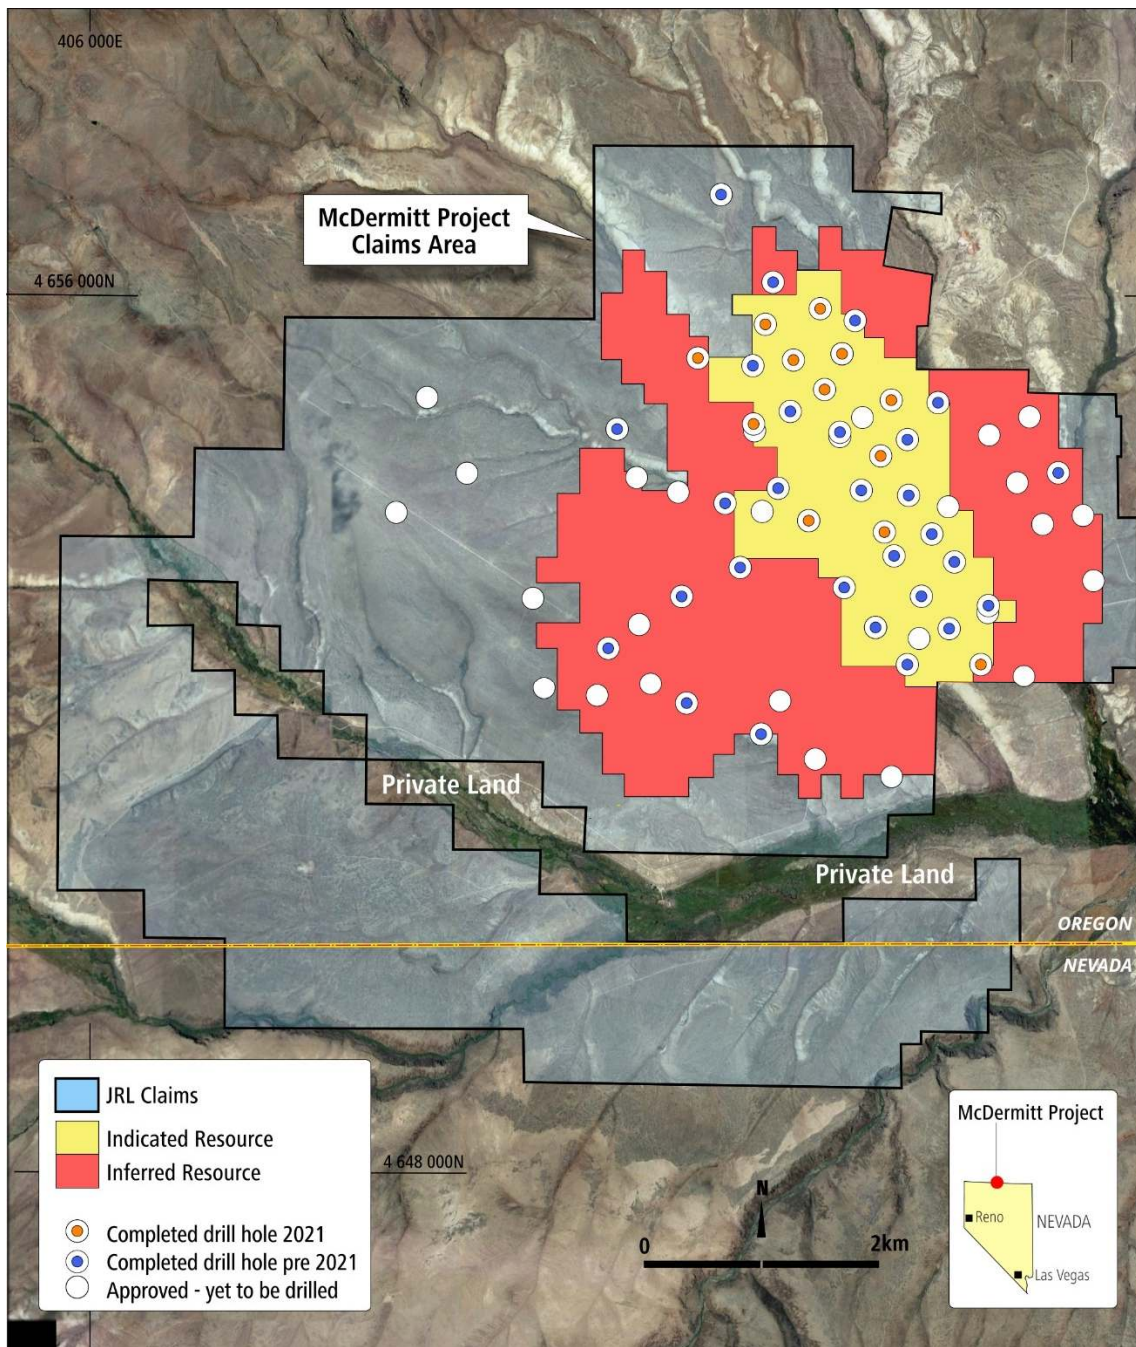 406 000E
McDermitt Project
Claims Area
4 656 000N
Private Land
Private Land
OREGON
NEVADA
JRL Claims
Indicated Resource
Inferred Resource
Completed drill hole 2021
Completed drill hole pre 2021
Approved - yet to be drilled
4 648 000N
N
0
2km
McDermitt Project
Reno
NEVADA
Las Vegas